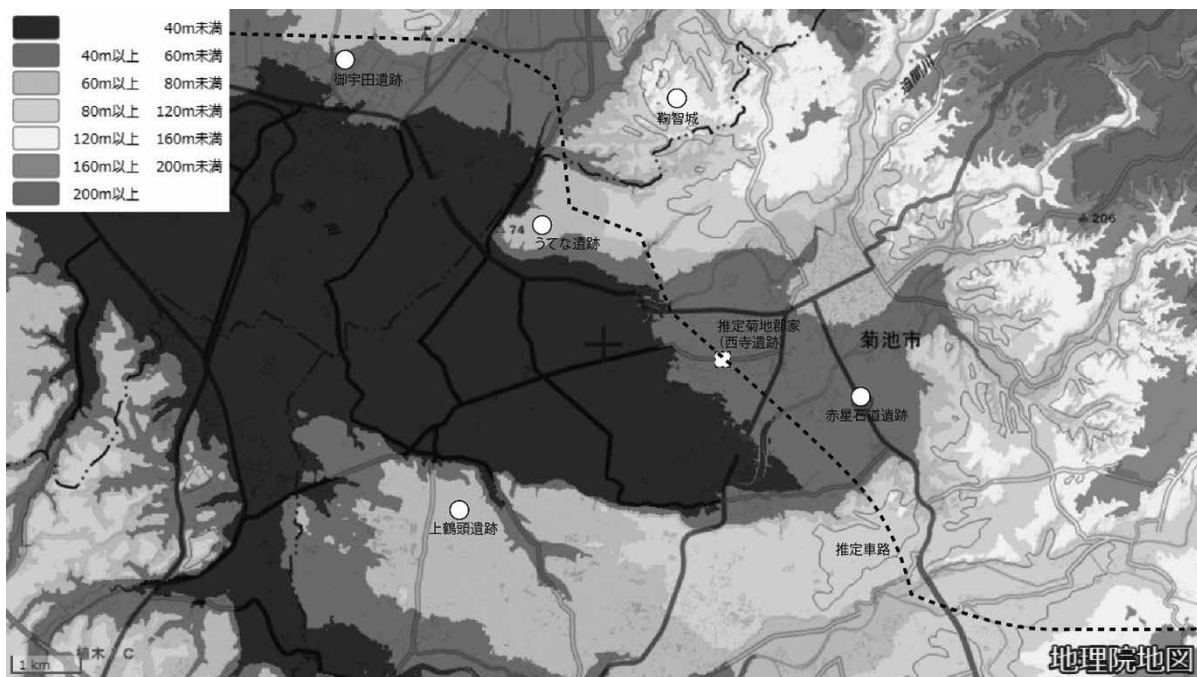 40m未満
40m以上 60m未満
60m以上 80m未満
80m以上 120m未満
120m以上 160m未満
160m以上 200m未満
200m以上
御宇田遺跡
鞠智城
74
うてな遺跡
206
推定菊地郡家
(西寺遺跡)
菊池市
赤星石道遺跡
上鶴頭遺跡
推定車路
植木 C
1 km
地理院地図